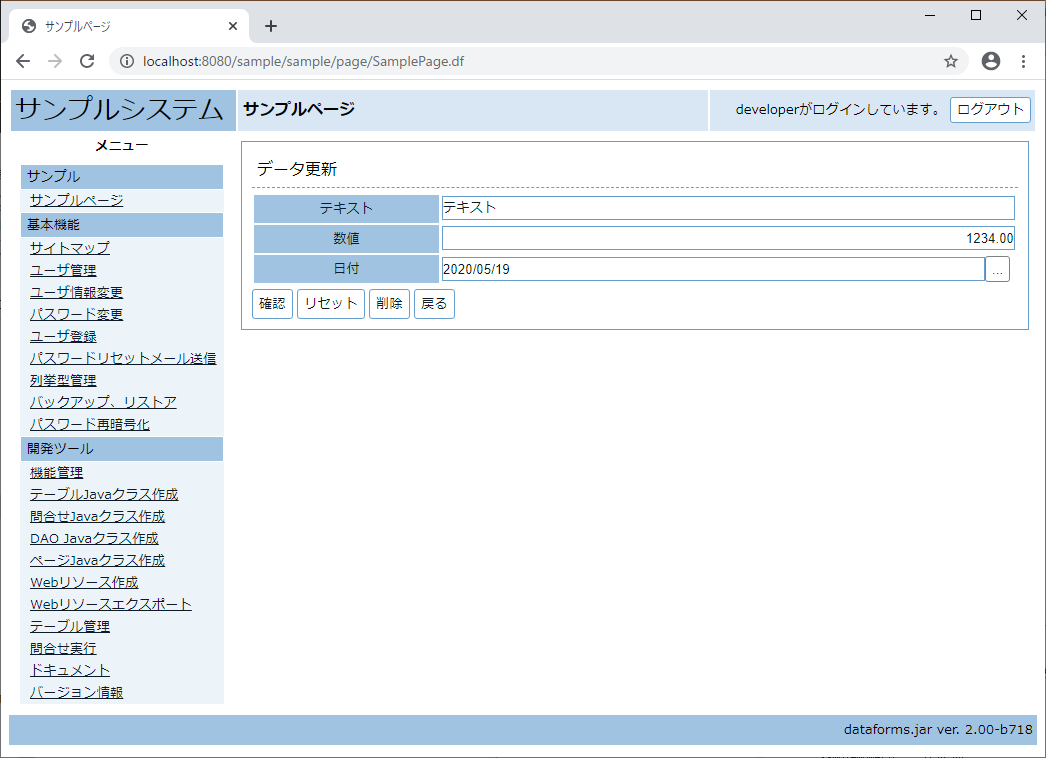 サンプルページ
localhost:8080/sample/sample/page/SamplePage.df
サンプルシステム
サンプルページ
developerがログインしています。
ログアウト
メニュー
サンプル
サンプルページ
基本機能
サイトマップ
ユーザ管理
ユーザ情報変更
パスワード変更
ユーザ登録
パスワードリセットメール送信
列挙型管理
バックアップ、リストア
パスワード再暗号化
開発ツール
機能管理
テーブルJavaクラス作成
問合せJavaクラス作成
DAO Javaクラス作成
ページJavaクラス作成
Webリソース作成
Webリソースエクスポート
テーブル管理
問合せ実行
ドキュメント
バージョン情報
データ更新
テキスト テキスト
数値 1234.00
日付 2020/05/19 ...
確認 リセット 削除 戻る
dataforms.jar ver. 2.00-b718